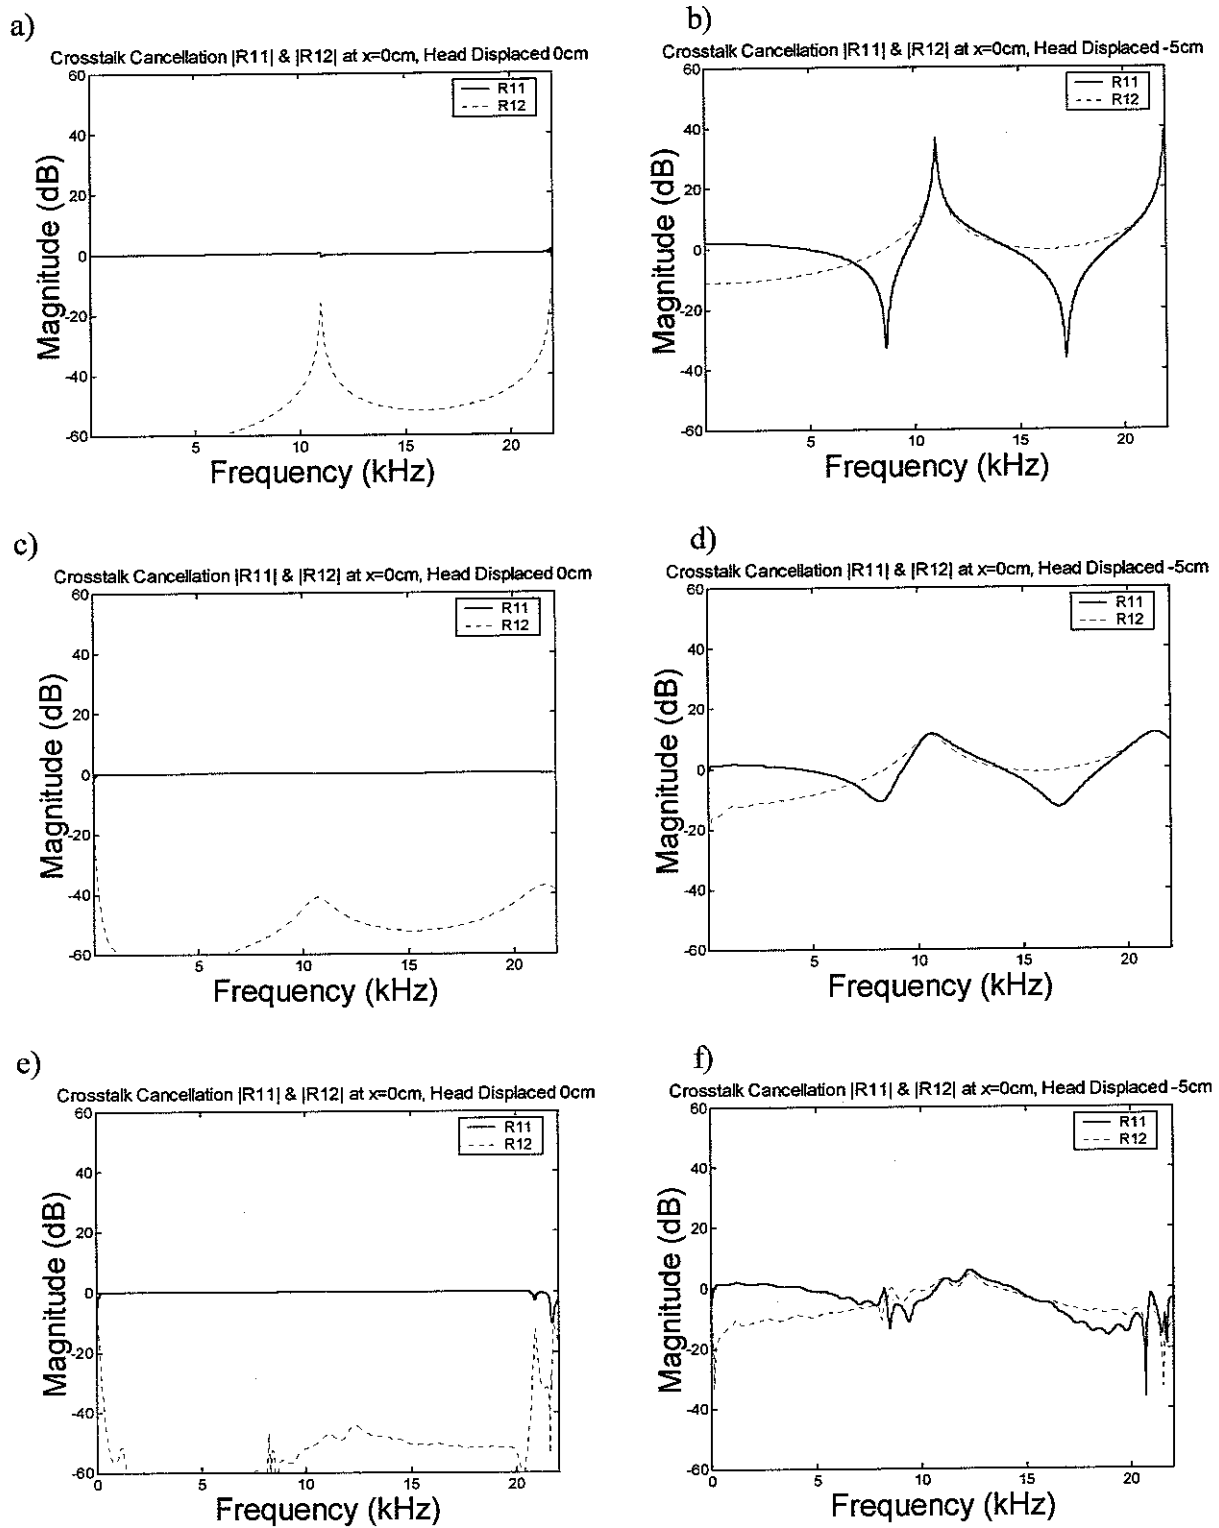 a)
Crosstalk Cancellation |R11| & |R12| at x=0cm, Head Displaced 0cm
60
40
20
0
-20
-40
-60
Magnitude (dB)
R11
R12
5
10
15
20
Frequency (kHz)
b)
Crosstalk Cancellation |R11| & |R12| at x=0cm, Head Displaced -5cm
60
40
20
0
-20
-40
-60
Magnitude (dB)
R11
R12
5
10
15
20
Frequency (kHz)
c)
Crosstalk Cancellation |R11| & |R12| at x=0cm, Head Displaced 0cm
60
40
20
0
-20
-40
-60
Magnitude (dB)
R11
R12
5
10
15
20
Frequency (kHz)
d)
Crosstalk Cancellation |R11| & |R12| at x=0cm, Head Displaced -5cm
60
40
20
0
-20
-40
-60
Magnitude (dB)
R11
R12
5
10
15
20
Frequency (kHz)
e)
Crosstalk Cancellation |R11| & |R12| at x=0cm, Head Displaced 0cm
60
40
20
0
-20
-40
-60
Magnitude (dB)
R11
R12
0
5
10
15
20
Frequency (kHz)
f)
Crosstalk Cancellation |R11| & |R12| at x=0cm, Head Displaced -5cm
60
40
20
0
-20
-40
-60
Magnitude (dB)
R11
R12
0
5
10
15
20
Frequency (kHz)